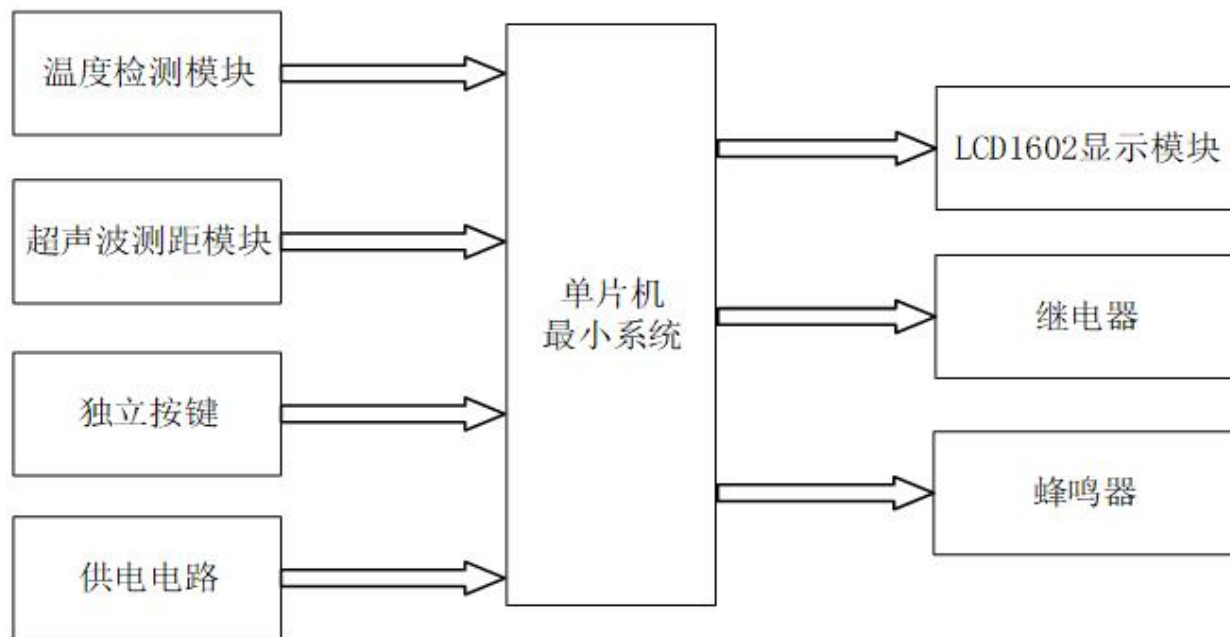 温度检测模块
超声波测距模块
独立按键
供电电路
单片机
最小系统
LCD1602显示模块
继电器
蜂鸣器